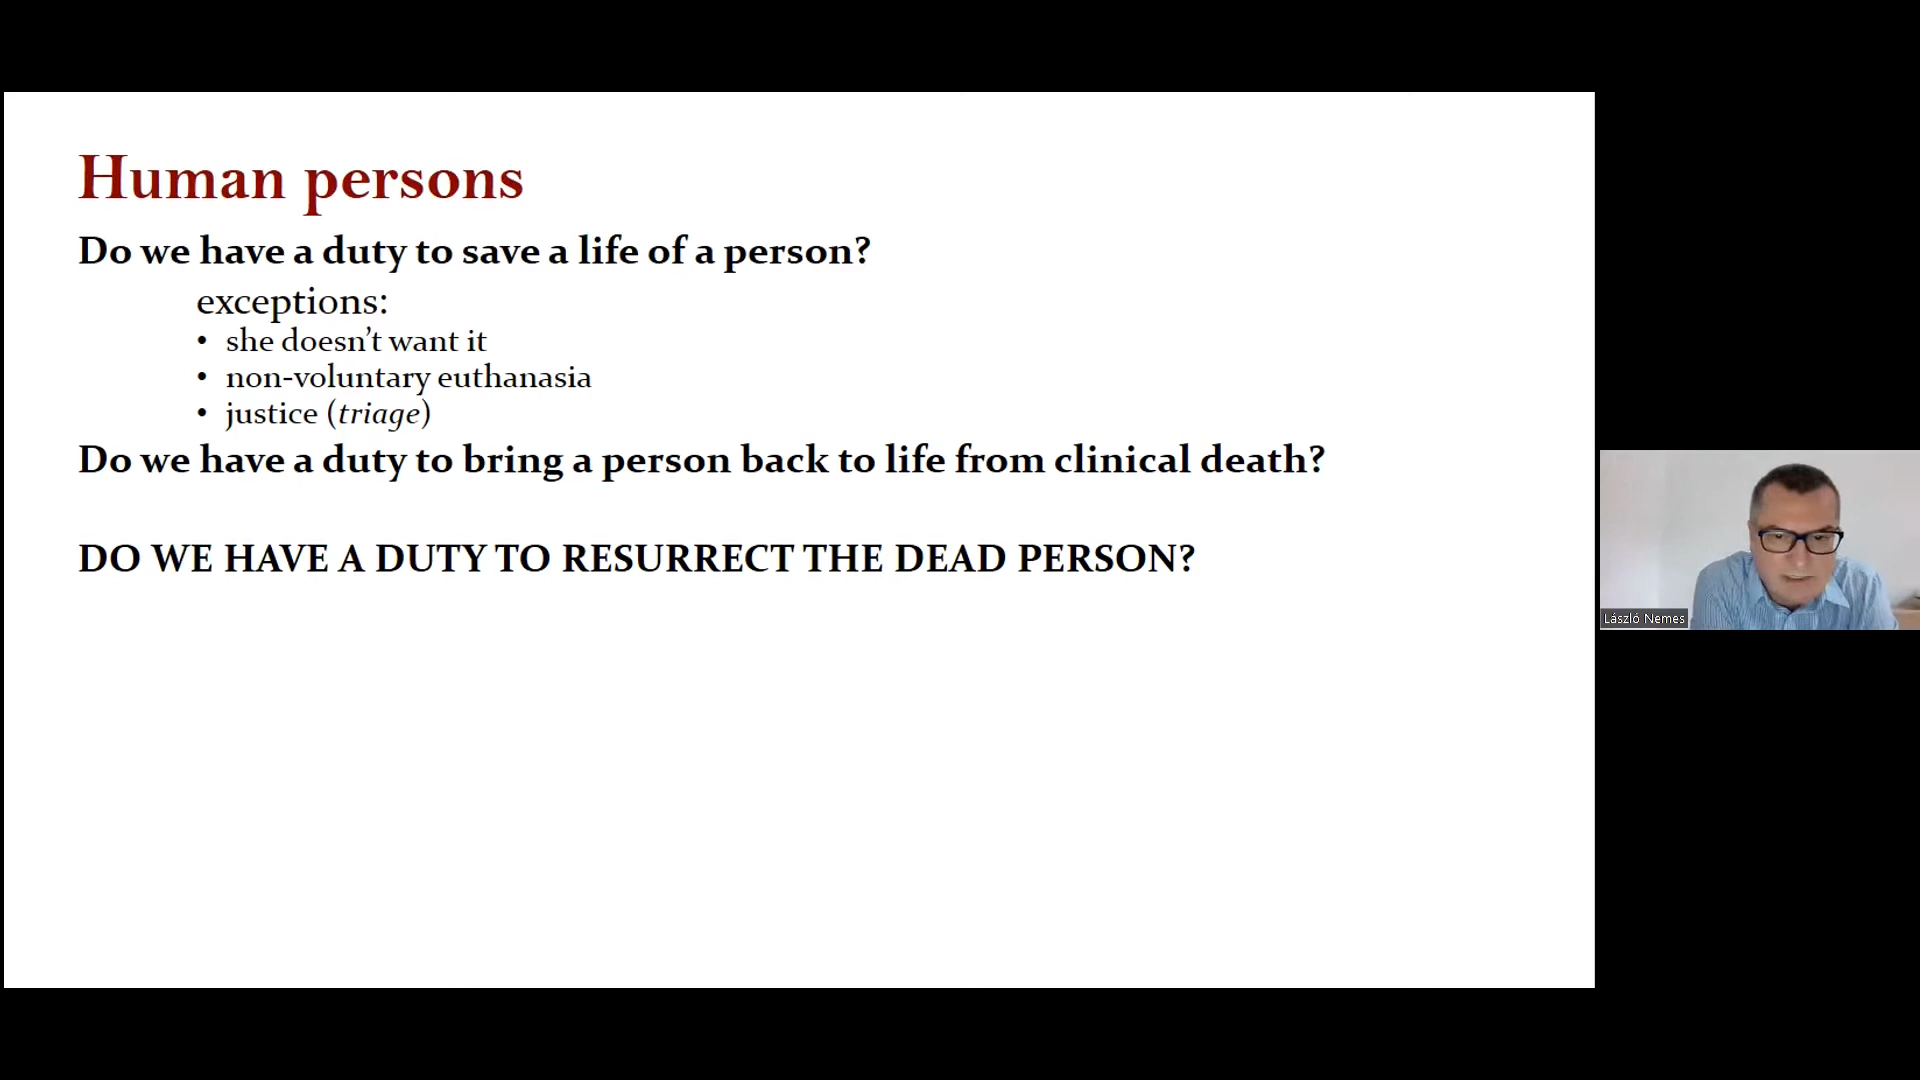 Human persons
Do we have a duty to save a life of a person?
exceptions:
• she doesn’t want it
• non-voluntary euthanasia
• justice (triage)
Do we have a duty to bring a person back to life from clinical death?
DO WE HAVE A DUTY TO RESURRECT THE DEAD PERSON?
László Nemes